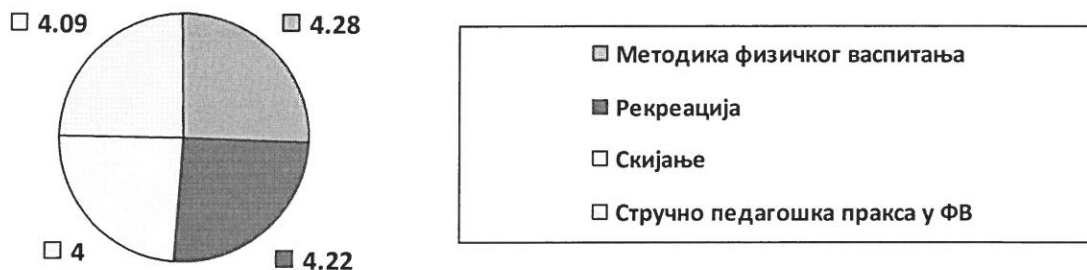 4.09
4.28
4
4.22
Методика физичког васпитања
Рекреација
Скијање
Стручно педагошка пракса у ФВ